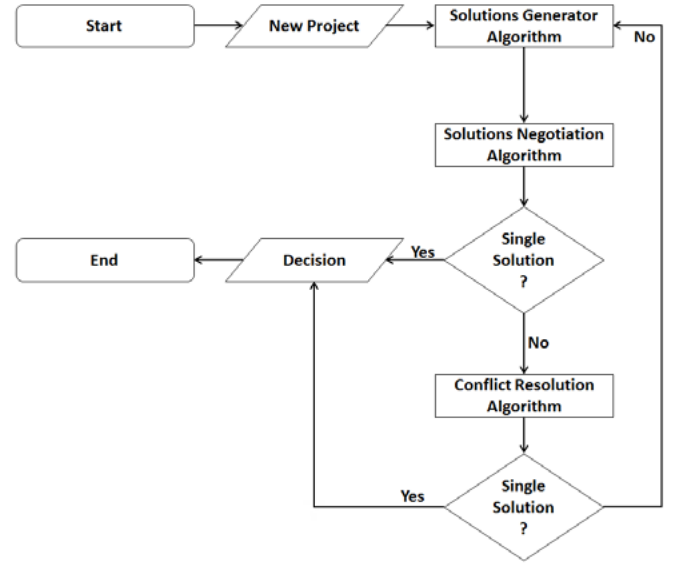 Start
New Project
Solutions Generator
Algorithm
No
Solutions Negotiation
Algorithm
Single
Solution
?
Yes
Decision
End
No
Conflict Resolution
Algorithm
Single
Solution
?
Yes